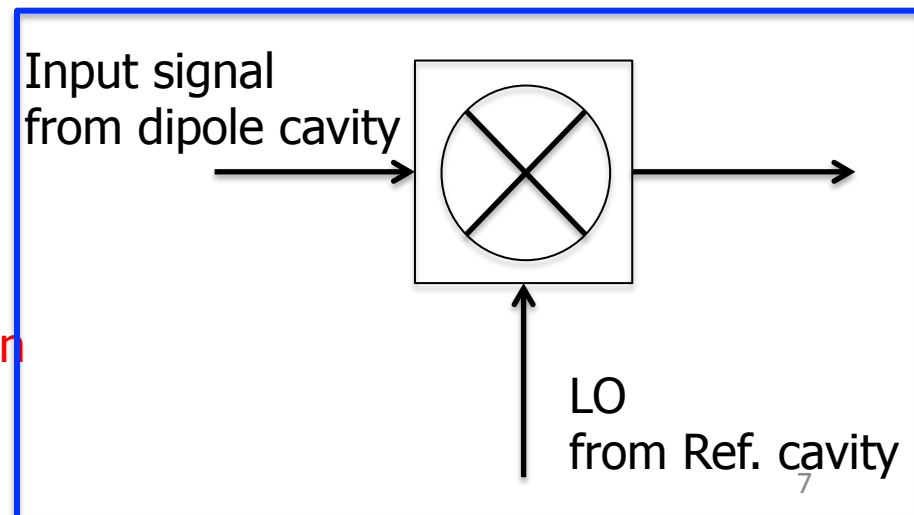 Input signal
from dipole cavity
n
LO
from Ref. cavity
7